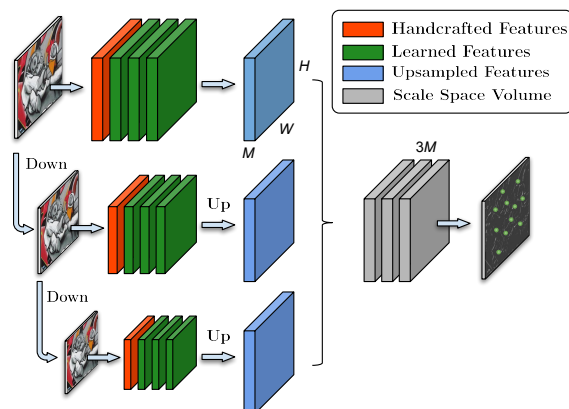 Handcrafted Features
Learned Features
Upsampled Features
Scale Space Volume
H
W
M
3M
Down
Up
Down
Up